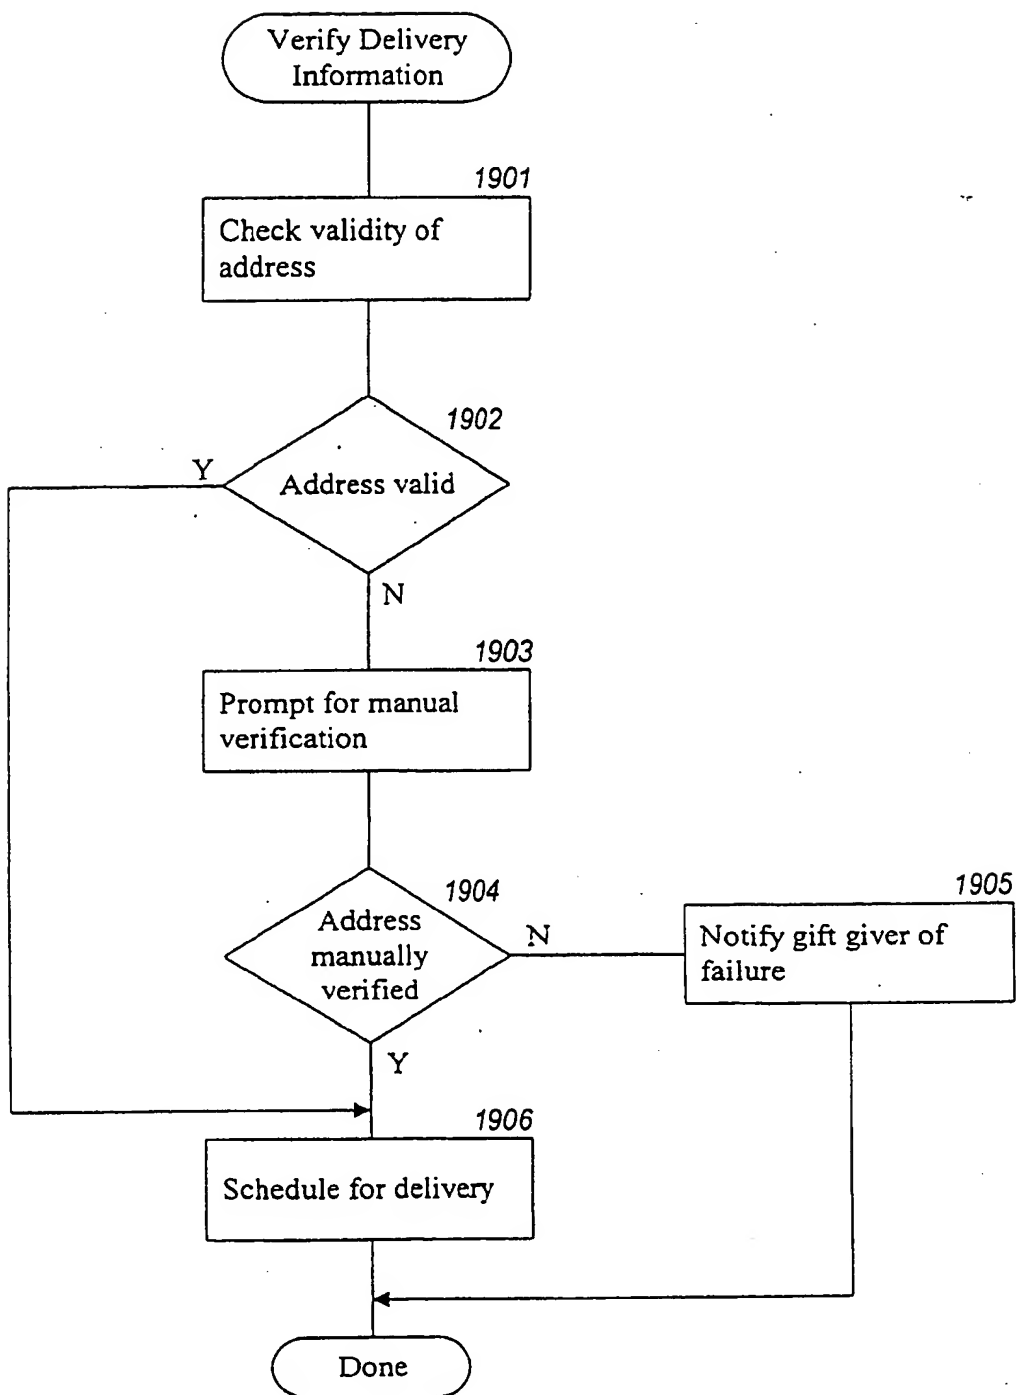 Verify Delivery
Information
1901
Check validity of
address
1902
Y
Address valid
N
1903
Prompt for manual
verification
1904
Address
manually
verified
N
1905
Notify gift giver of
failure
Y
1906
Schedule for delivery
Done